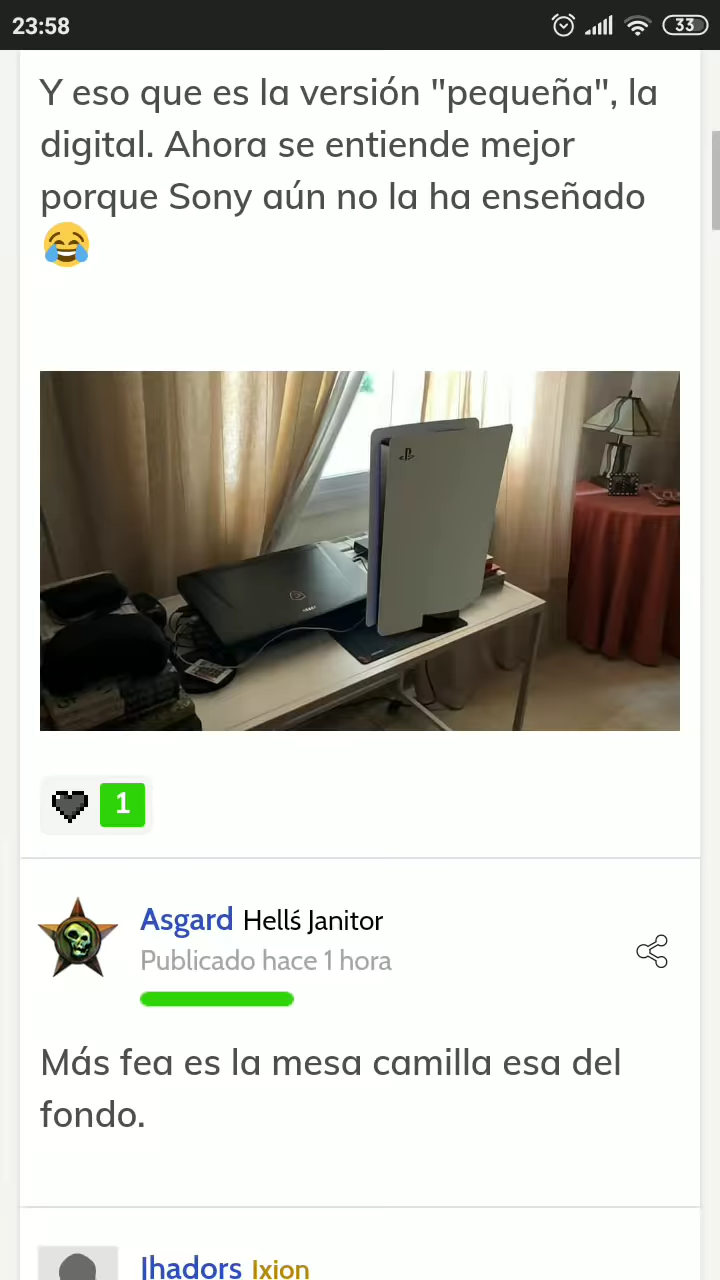 23:58
33
Y eso que es la versión "pequeña", la
digital. Ahora se entiende mejor
porque Sony aún no la ha enseñado
😂
1
Asgard Hellś Janitor
Publicado hace 1 hora
Más fea es la mesa camilla esa del
fondo.
Jhadors Ixion